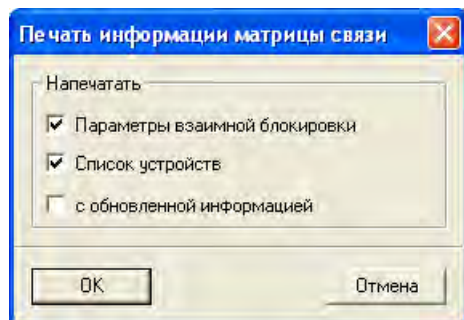 Печать информации матрицы связи
Напечатать
Параметры взаимной блокировки
Список устройств
с обновленной информацией
OK
Отмена